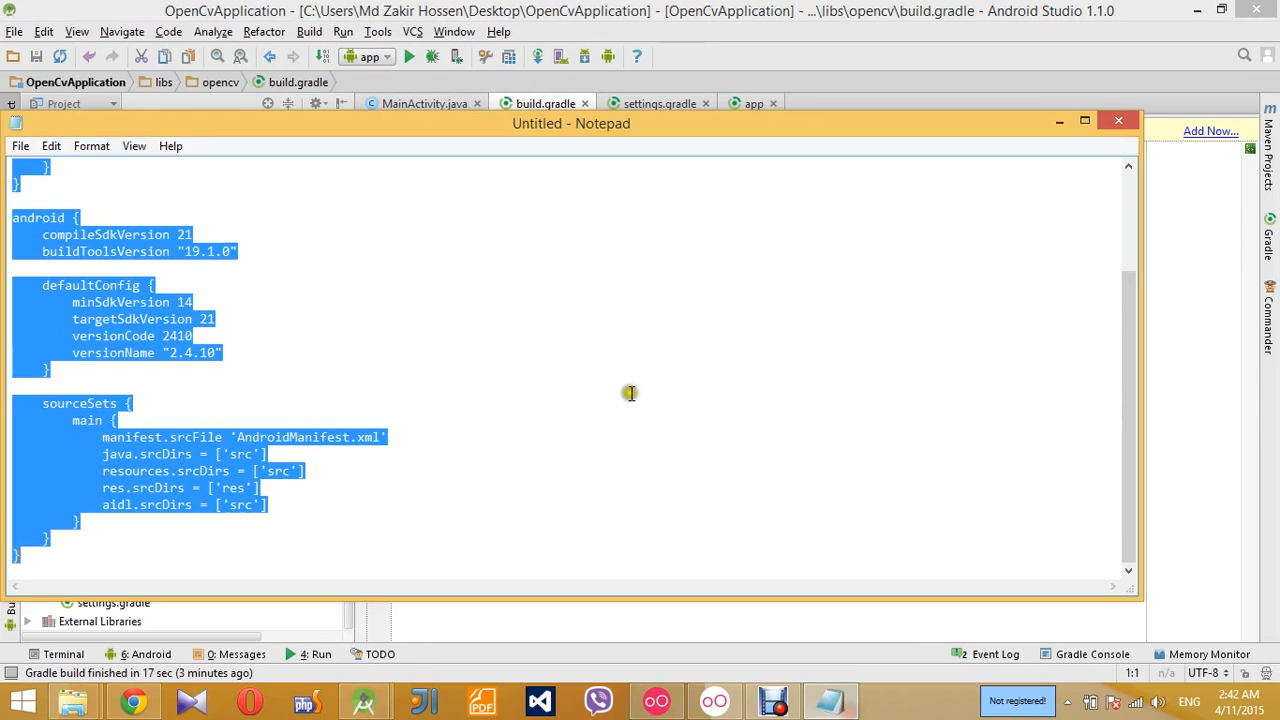 OpenCvApplication - [C:\Users\Md Zakir Hossen\Desktop\OpenCvApplication] - [OpenCvApplication] - ...\libs\opencv\build.gradle - Android Studio 1.1.0
File Edit View Navigate Code Analyze Refactor Build Run Tools VCS Window Help
app
OpenCvApplication libs opencv build.gradle
Project MainActivity.java build.gradle settings.gradle app
Untitled - Notepad
Add Now...
File Edit Format View Help
}
}
android {
compileSdkVersion 21
buildToolsVersion "19.1.0"
defaultConfig {
minSdkVersion 14
targetSdkVersion 21
versionCode 2410
versionName "2.4.10"
}
sourceSets {
main {
manifest.srcFile 'AndroidManifest.xml'
java.srcDirs = ['src']
resources.srcDirs = ['src']
res.srcDirs = ['res']
aidl.srcDirs = ['src']
}
}
}
Maven Projects
Gradle
Commander
settings.gradle
External Libraries
Terminal 6: Android 0: Messages 4: Run TODO 2 Event Log Gradle Console Memory Monitor
Gradle build finished in 17 sec (3 minutes ago) 1:1 n/a UTF-8
php PDF Not registered! ENG 2:42 AM
4/11/2015